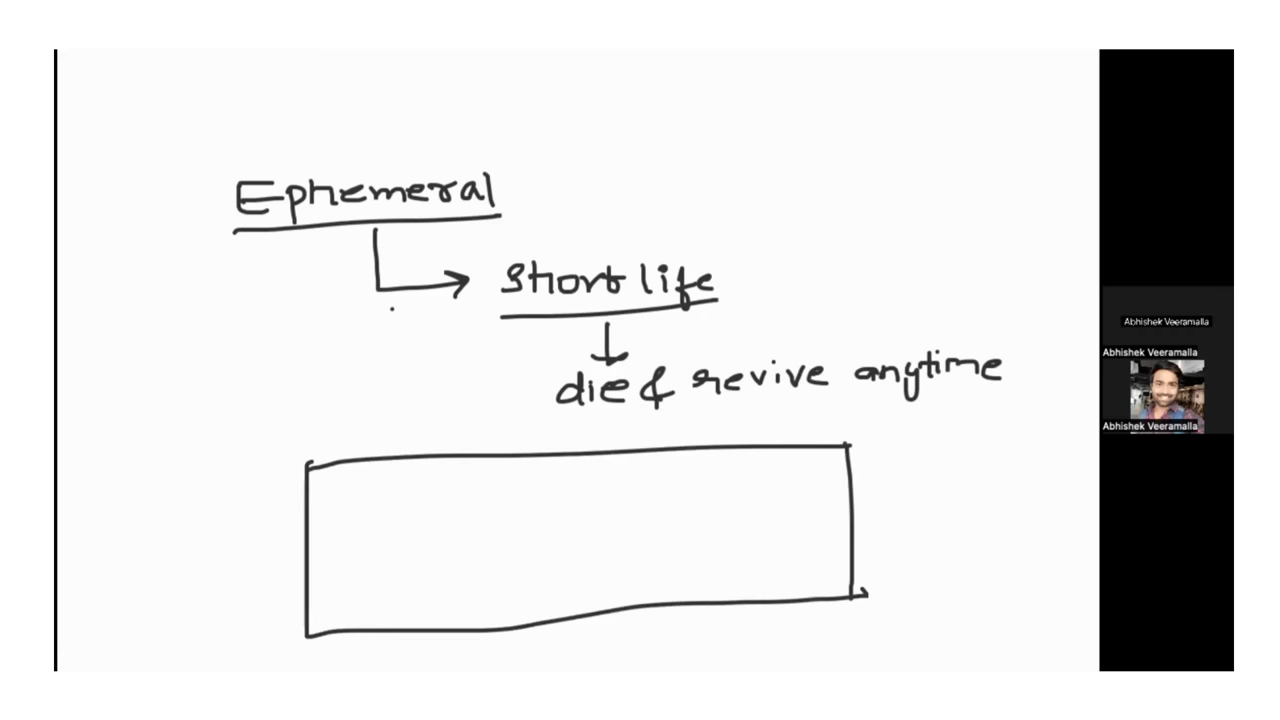 Ephemeral
Short life
die & revive anytime
Abhishek Veeramalla
Abhishek Veeramalla
Abhishek Veeramalla